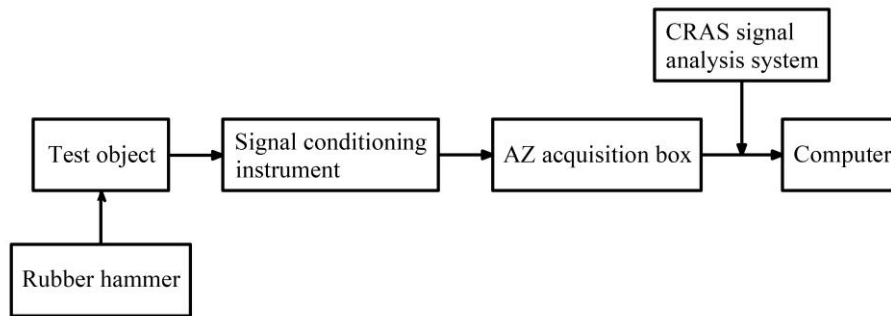 CRAS signal
analysis system
Test object
Signal conditioning
instrument
AZ acquisition box
Computer
Rubber hammer